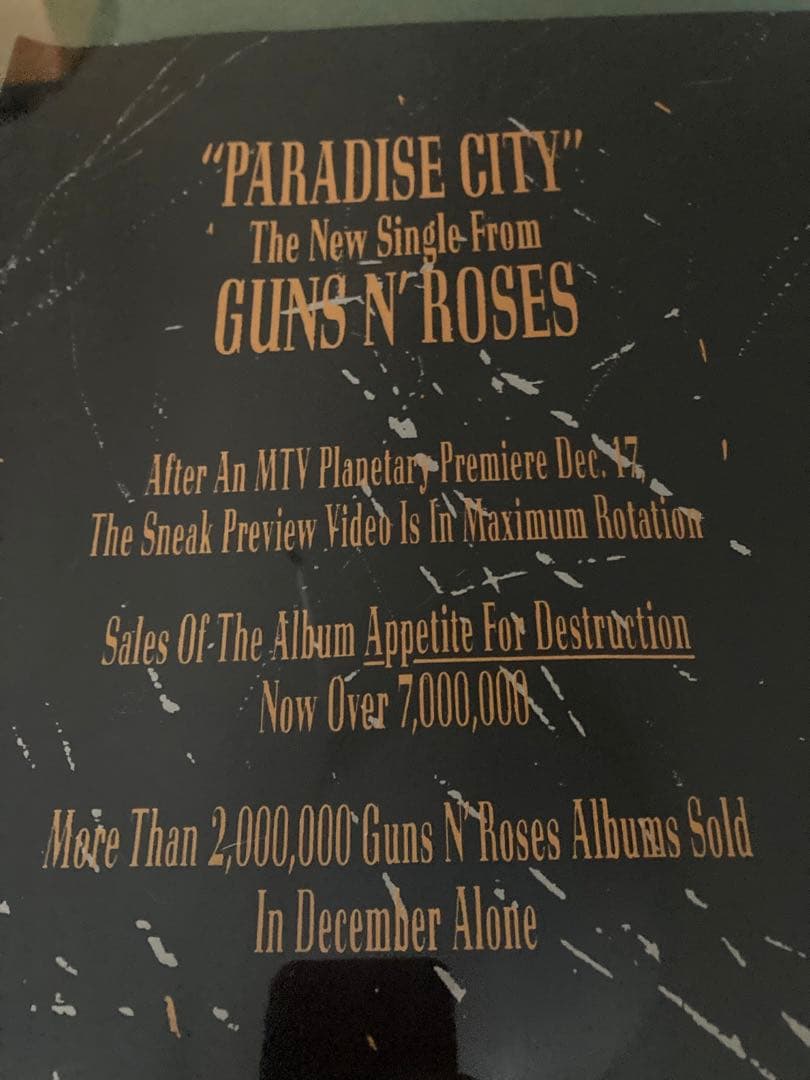 “PARADISE CITY”
The New Single From
GUNS N' ROSES
After An MTV Planetary Premiere Dec. 17,
The Sneak Preview Video Is In Maximum Rotation
Sales Of The Album Appetite For Destruction
Now Over 7,000,000
More Than 2,000,000 Guns N' Roses Albums Sold
In December Alone